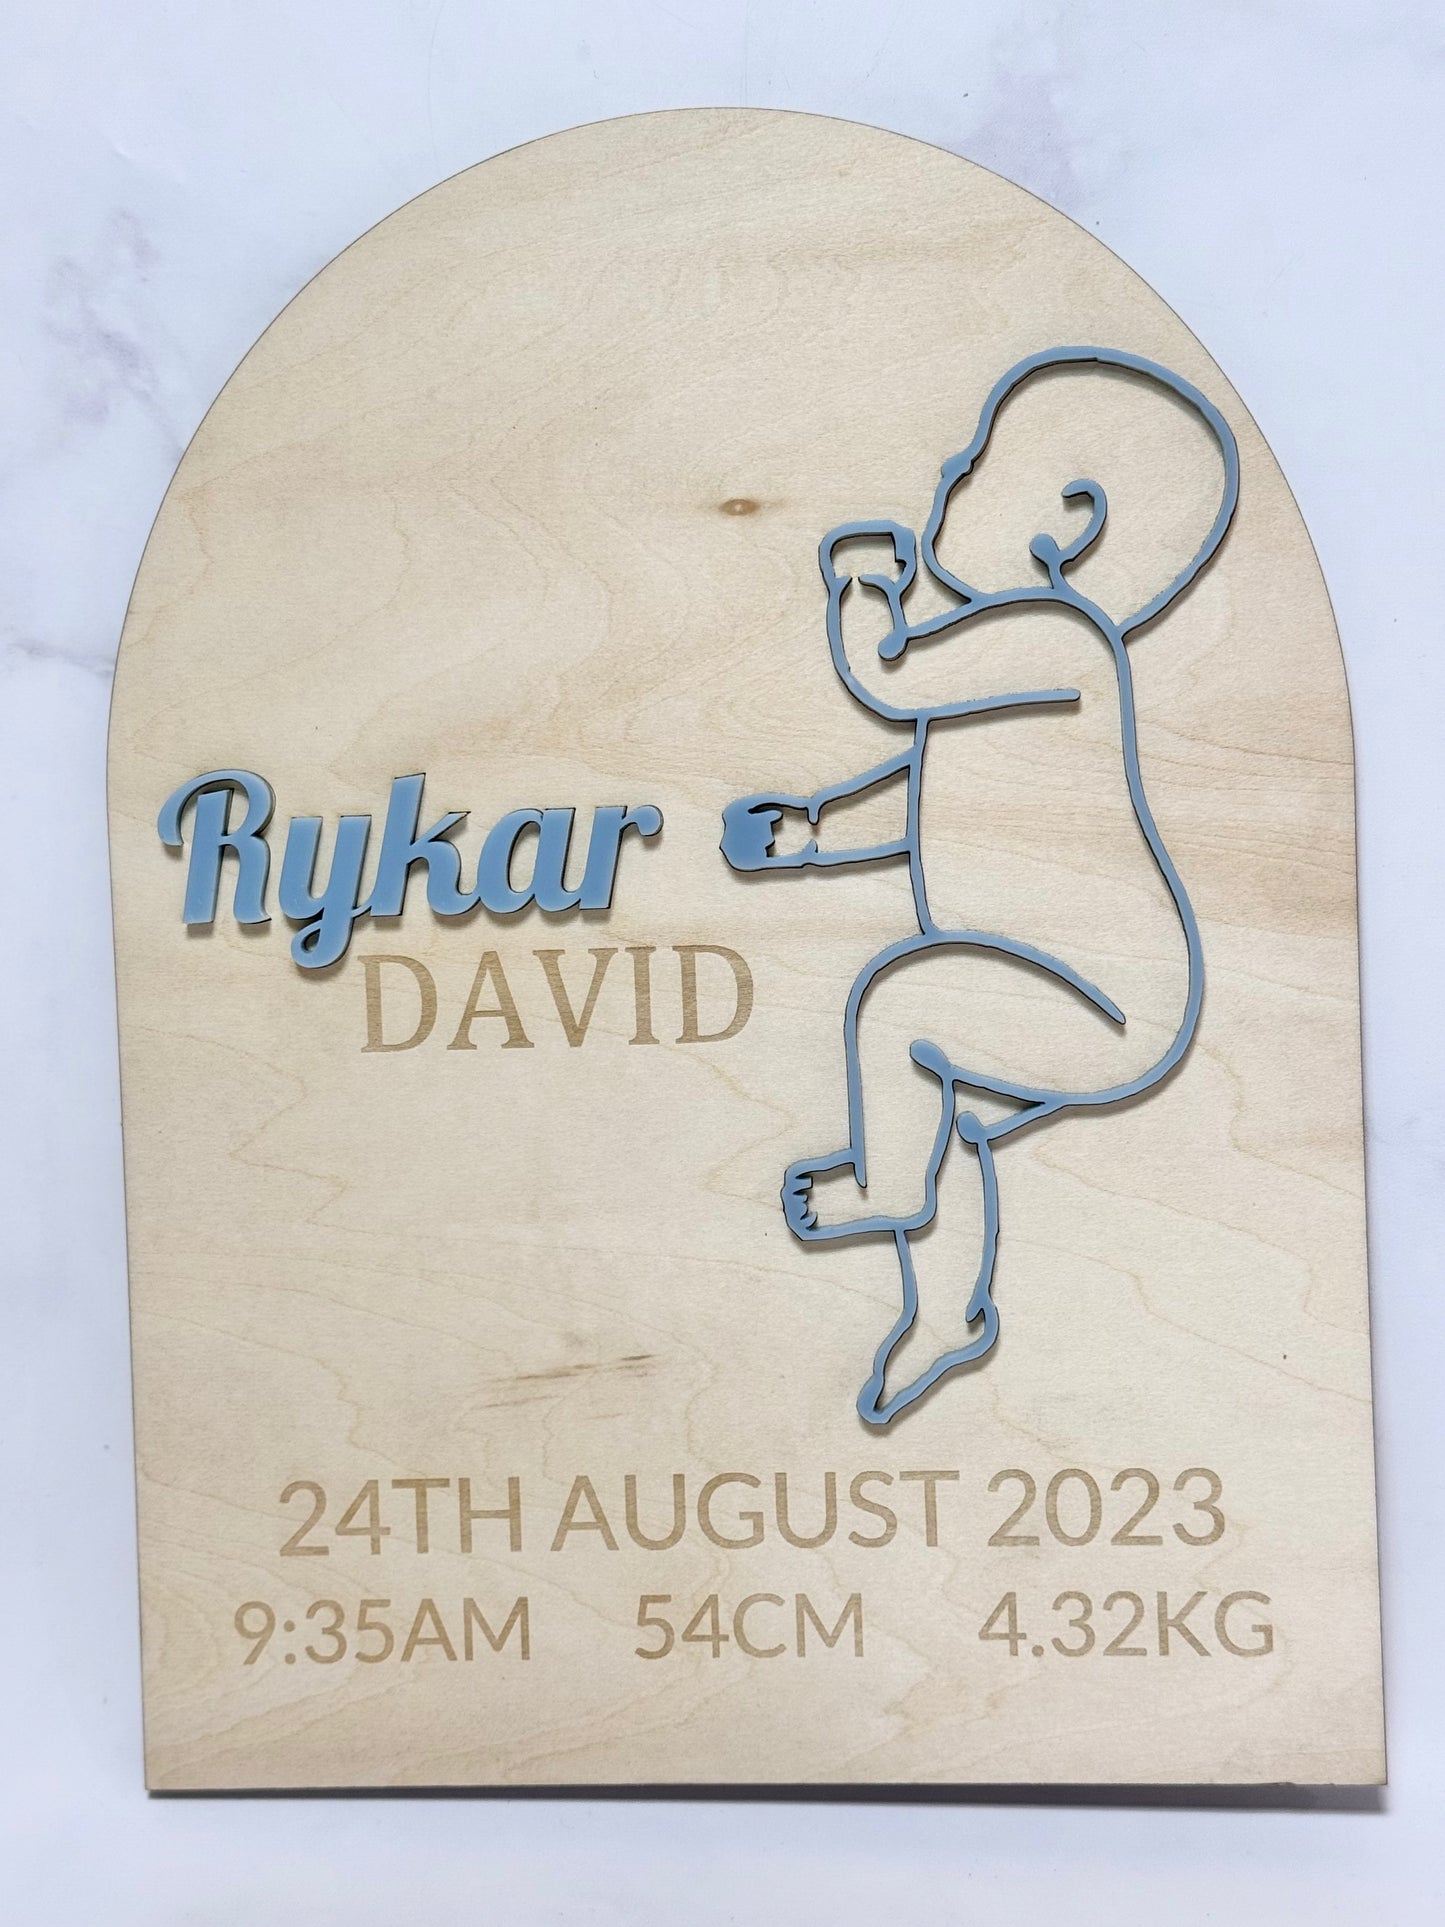 Rykar
DAVID
24TH AUGUST 2023
9:35AM 54CM 4.32KG